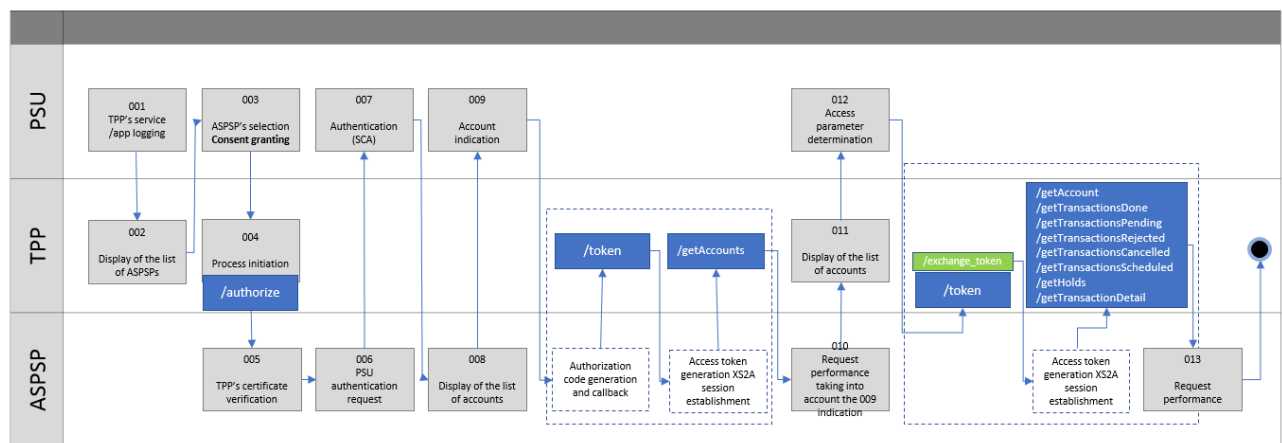 PSU
001
TPP's service
/app logging
003
ASPSP's selection
Consent granting
007
Authentication
(SCA)
009
Account
indication
012
Access
parameter
determination
TPP
002
Display of the list
of ASPSPs
004
Process initiation
/authorize
/token
/getAccounts
011
Display of the list
of accounts
/exchange_token
/token
/getAccount
/getTransactionsDone
/getTransactionsPending
/getTransactionsRejected
/getTransactionsCancelled
/getTransactionsScheduled
/getHolds
/getTransactionDetail
ASPSP
005
TPP's certificate
verification
006
PSU
authentication
request
008
Display of the list
of accounts
Authorization
code generation
and callback
Access token
generation XS2A
session
establishment
010
Request
performance
taking into
account the 009
indication
Access token
generation XS2A
session
establishment
013
Request
performance